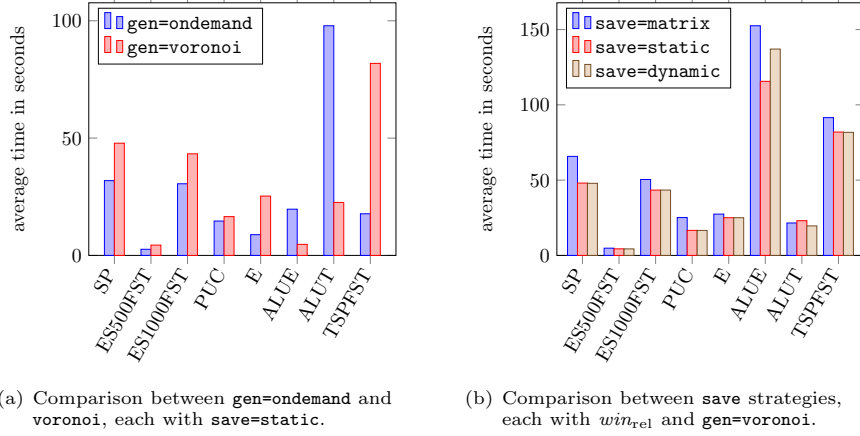 100
50
0
average time in seconds
gen=ondemand
gen=voronoi
SP
ES500FST
ES1000FST
PUC
E
ALUE
ALUT
TSPFST
(a) Comparison between gen=ondemand and
voronoi, each with save=static.
150
100
50
0
average time in seconds
save=matrix
save=static
save=dynamic
SP
ES500FST
ES1000FST
PUC
E
ALUE
ALUT
TSPFST
(b) Comparison between save strategies,
each with win_rel and gen=voronoi.